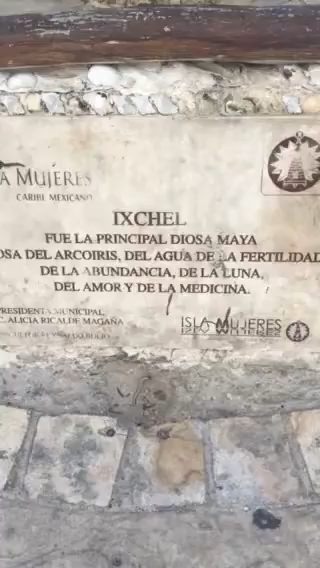 A MUJERES
CARIBE MEXICANO
IXCHEL
FUE LA PRINCIPAL DIOSA MAYA
OSA DEL ARCOIRIS, DEL AGUA DE LA FERTILIDAD
DE LA ABUNDANCIA, DE LA LUNA,
DEL AMOR Y DE LA MEDICINA.
PRESIDENTA MUNICIPAL
C. ALICIA RICALDE MAGAÑA
ISLA MUJERES